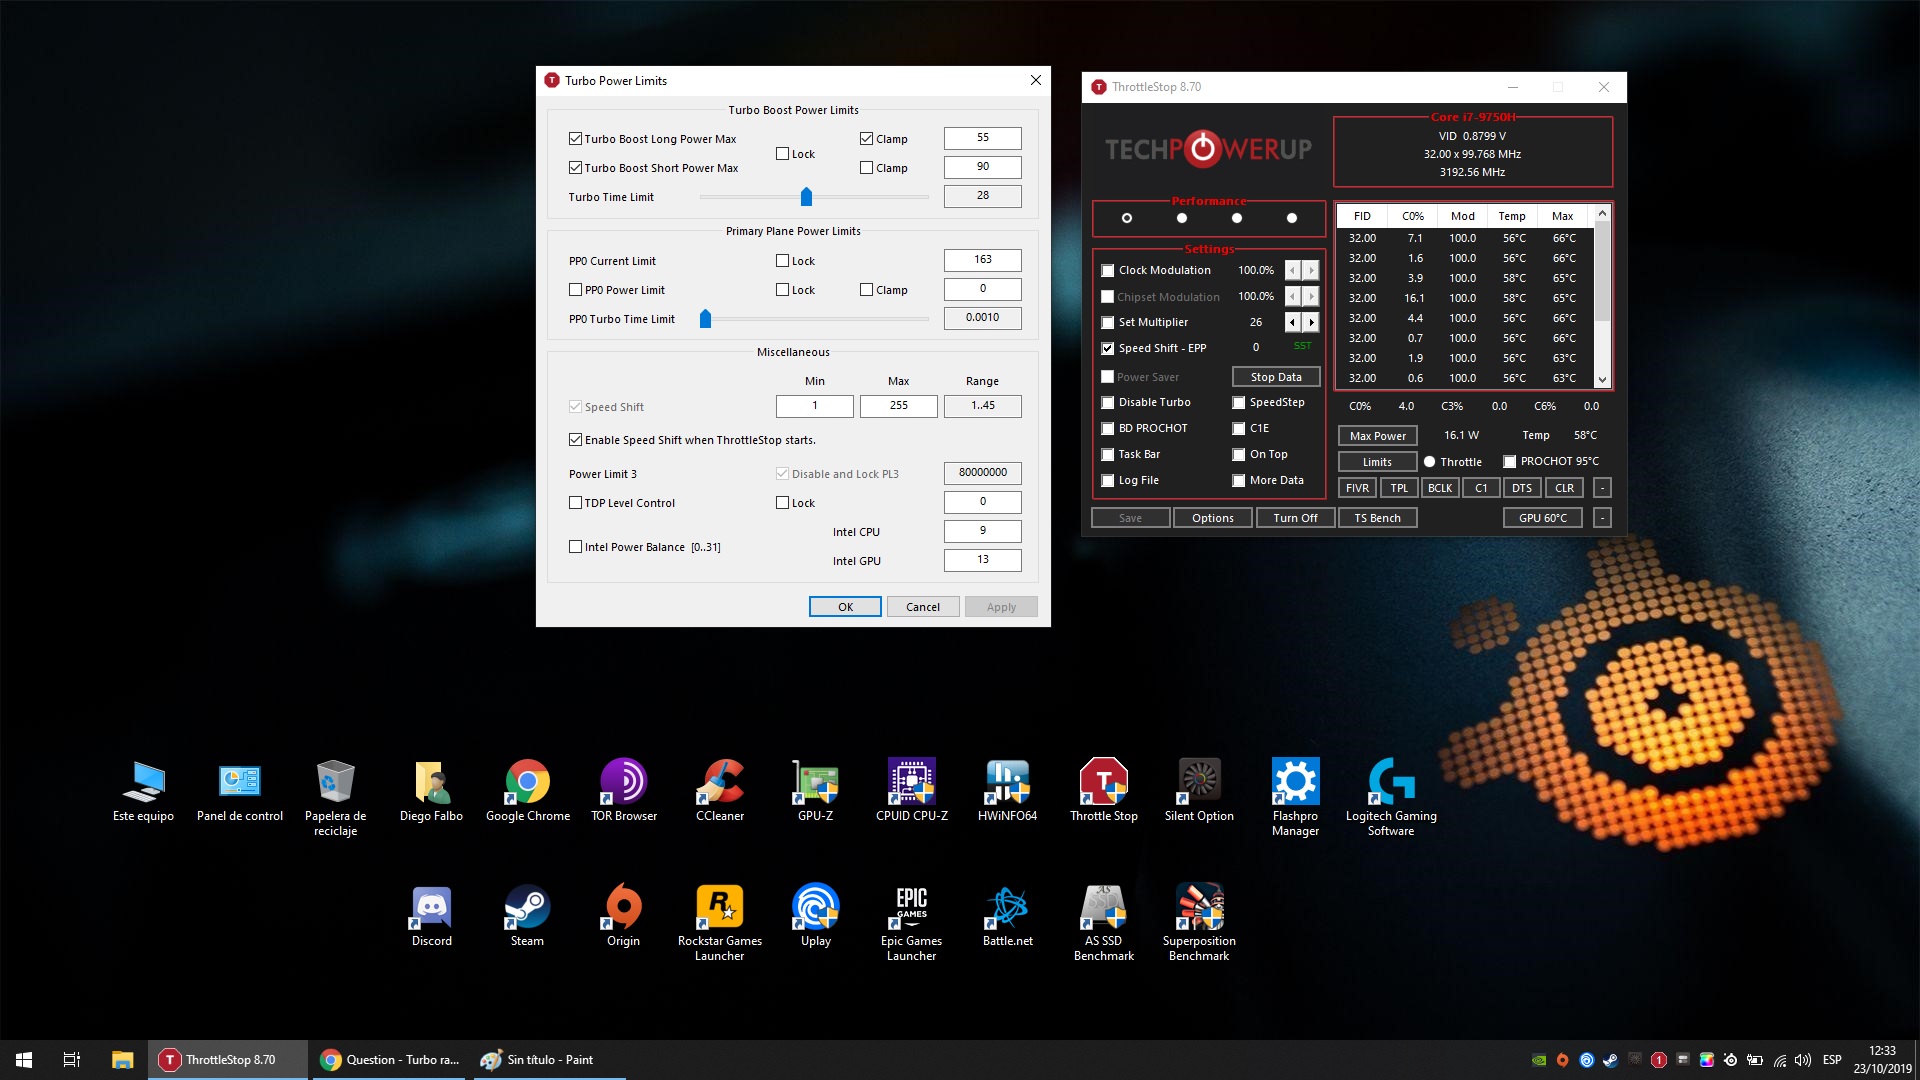 Turbo Power Limits
Turbo Boost Power Limits
Turbo Boost Long Power Max
Clamp
55
Lock
Turbo Boost Short Power Max
Clamp
90
Turbo Time Limit
28
Primary Plane Power Limits
PP0 Current Limit
Lock
163
PP0 Power Limit
Lock
Clamp
0
PP0 Turbo Time Limit
0.0010
Miscellaneous
Min Max Range
Speed Shift
1
255
1..45
Enable Speed Shift when ThrottleStop starts.
Power Limit 3
Disable and Lock PL3
80000000
TDP Level Control
Lock
0
Intel CPU
9
Intel Power Balance [0..31]
Intel GPU
13
OK
Cancel
Apply
ThrottleStop 8.70
TECHPOWERUP
Core i7-9750H
VID 0.8799 V
32.00 x 99.768 MHz
3192.56 MHz
Performance
Settings
Clock Modulation 100.0%
Chipset Modulation 100.0%
Set Multiplier 26
Speed Shift - EPP 0 SST
Power Saver
Stop Data
Disable Turbo
SpeedStep
BD PROCHOT
C1E
Task Bar
On Top
Log File
More Data
FID C0% Mod Temp Max
32.00 7.1 100.0 56°C 66°C
32.00 1.6 100.0 56°C 66°C
32.00 3.9 100.0 58°C 65°C
32.00 16.1 100.0 58°C 65°C
32.00 4.4 100.0 56°C 65°C
32.00 0.7 100.0 56°C 66°C
32.00 1.9 100.0 56°C 63°C
32.00 0.6 100.0 56°C 63°C
C0% 4.0 C3% 0.0 C6% 0.0
Max Power 16.1 W Temp 58°C
Limits Throttle PROCHOT 95°C
FIVR TPL BCLK C1 DTS CLR -
Save Options Turn Off TS Bench GPU 60°C -
Este equipo
Panel de control
Papelera de
reciclaje
Diego Falbo
Google Chrome
TOR Browser
CCleaner
GPU-Z
CPUID CPU-Z
HWiNFO64
Throttle Stop
Silent Option
Flashpro
Manager
Logitech Gaming
Software
Discord
Steam
Origin
Rockstar Games
Launcher
Uplay
EPIC
GAMES
Epic Games
Launcher
Battle.net
AS
SSD
AS SSD
Benchmark
Superposition
Benchmark
ThrottleStop 8.70
Question - Turbo ra...
Sin título - Paint
1
ESP
12:33
23/10/2019